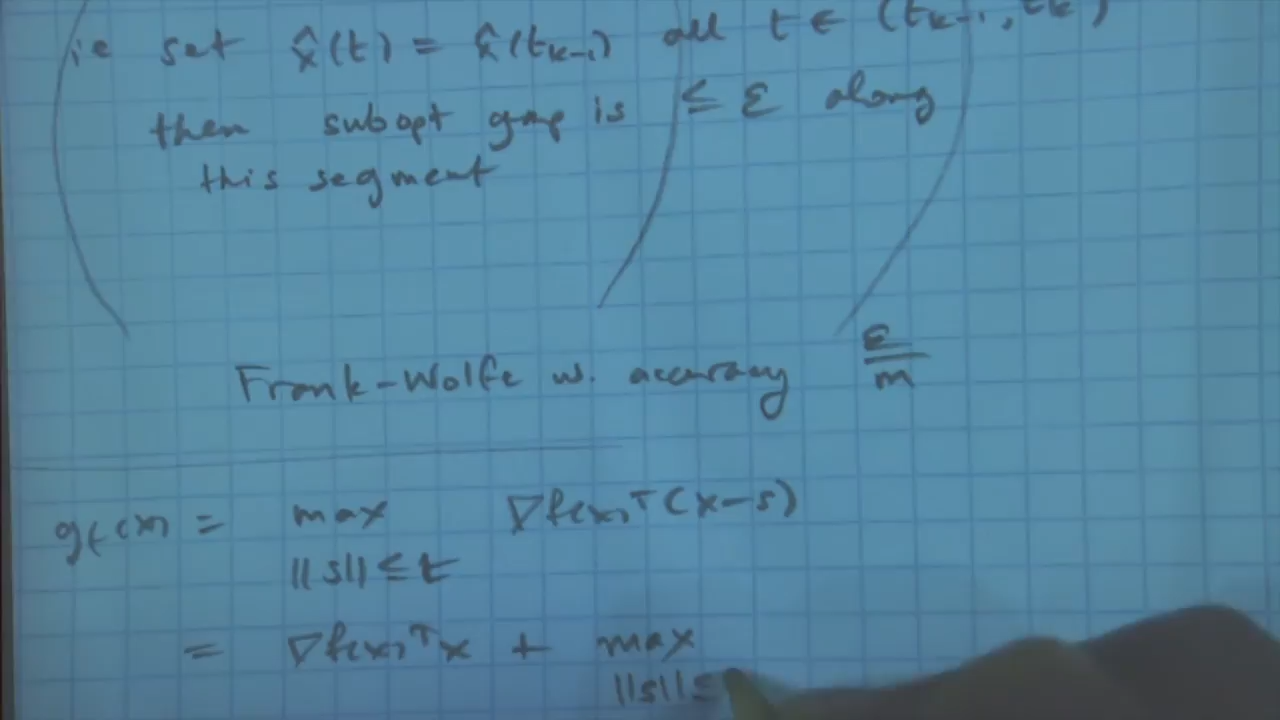 ie set x̂(t) = x̂(tk-1) all t ∈ (tk-1, tk)
then subopt gap is ≤ ε along
this segment
Frank-Wolfe w. accuracy ε/m
gt(x) = max ∇f(x)ᵀ(x-s)
||s|| ≤ t
= ∇f(x)ᵀx + max
||s|| ≤